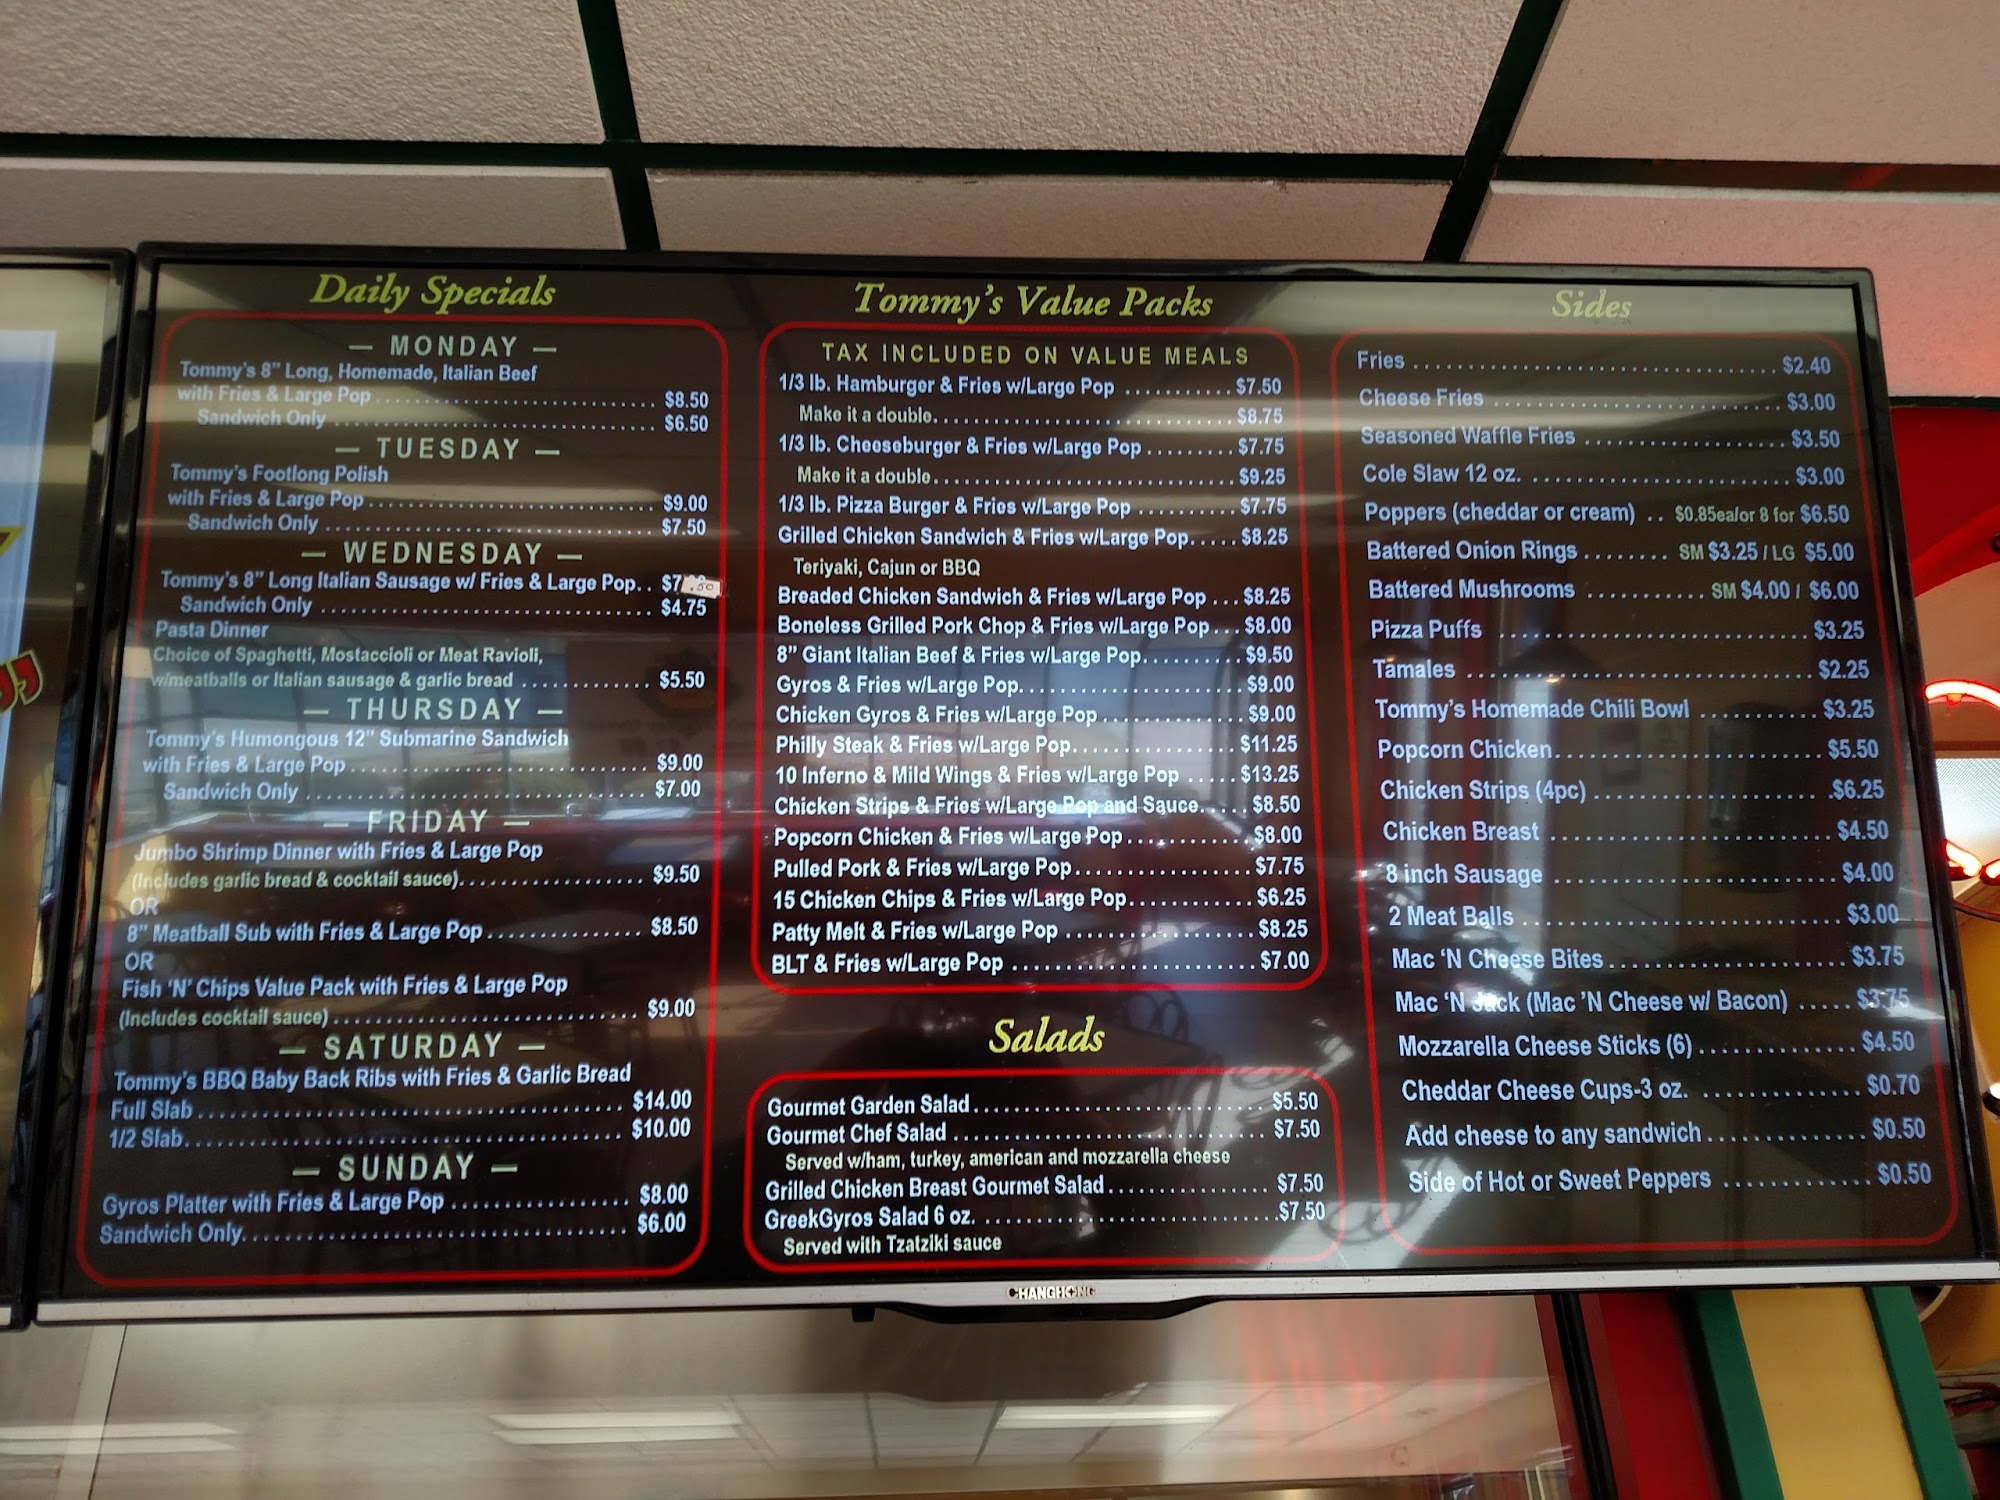 Daily Specials
— MONDAY —
Tommy's 8" Long, Homemade, Italian Beef
with Fries & Large Pop.................... $8.50
Sandwich Only .................... $6.50
— TUESDAY —
Tommy's Footlong Polish
with Fries & Large Pop.................... $9.00
Sandwich Only .................... $7.50
— WEDNESDAY —
Tommy's 8" Long Italian Sausage w/ Fries & Large Pop.. $7.50
Sandwich Only .................... $4.75
Pasta Dinner
Choice of Spaghetti, Mostaccioli or Meat Ravioli,
w/meatballs or Italian sausage & garlic bread ............. $5.50
— THURSDAY —
Tommy's Humongous 12" Submarine Sandwich
with Fries & Large Pop.................... $9.00
Sandwich Only .................... $7.00
— FRIDAY —
Jumbo Shrimp Dinner with Fries & Large Pop
(Includes garlic bread & cocktail sauce).................... $9.50
OR
8" Meatball Sub with Fries & Large Pop ................ $8.50
OR
Fish 'N' Chips Value Pack with Fries & Large Pop
(Includes cocktail sauce).................... $9.00
— SATURDAY —
Tommy's BBQ Baby Back Ribs with Fries & Garlic Bread
Full Slab .................... $14.00
1/2 Slab.................... $10.00
— SUNDAY —
Gyros Platter with Fries & Large Pop .................. $8.00
Sandwich Only.................... $6.00
Tommy's Value Packs
TAX INCLUDED ON VALUE MEALS
1/3 lb. Hamburger & Fries w/Large Pop ........... $7.50
Make it a double.................... $8.75
1/3 lb. Cheeseburger & Fries w/Large Pop ......... $7.75
Make it a double.................... $9.25
1/3 lb. Pizza Burger & Fries w/Large Pop ........... $7.75
Grilled Chicken Sandwich & Fries w/Large Pop..... $8.25
Teriyaki, Cajun or BBQ
Breaded Chicken Sandwich & Fries w/Large Pop ... $8.25
Boneless Grilled Pork Chop & Fries w/Large Pop... $8.00
8" Giant Italian Beef & Fries w/Large Pop.......... $9.50
Gyros & Fries w/Large Pop.................... $9.00
Chicken Gyros & Fries w/Large Pop .............. $9.00
Philly Steak & Fries w/Large Pop................ $11.25
10 Inferno & Mild Wings & Fries w/Large Pop ..... $13.25
Chicken Strips & Fries w/Large Pop and Sauce..... $8.50
Popcorn Chicken & Fries w/Large Pop............. $8.00
Pulled Pork & Fries w/Large Pop.................. $7.75
15 Chicken Chips & Fries w/Large Pop............. $6.25
Patty Melt & Fries w/Large Pop ................... $8.25
BLT & Fries w/Large Pop .................... $7.00
Salads
Gourmet Garden Salad.................... $5.50
Gourmet Chef Salad .................... $7.50
Served w/ham, turkey, american and mozzarella cheese
Grilled Chicken Breast Gourmet Salad................ $7.50
GreekGyros Salad 6 oz. .................... $7.50
Served with Tzatziki sauce
Sides
Fries .................... $2.40
Cheese Fries .................... $3.00
Seasoned Waffle Fries .................... $3.50
Cole Slaw 12 oz. .................... $3.00
Poppers (cheddar or cream) .. $0.85ea/or 8 for $6.50
Battered Onion Rings ........ SM $3.25 / LG $5.00
Battered Mushrooms ........... SM $4.00 / $6.00
Pizza Puffs .................... $3.25
Tamales .................... $2.25
Tommy's Homemade Chili Bowl ........... $3.25
Popcorn Chicken.................... $5.50
Chicken Strips (4pc) .................... $6.25
Chicken Breast .................... $4.50
8 inch Sausage .................... $4.00
2 Meat Balls .................... $3.00
Mac 'N Cheese Bites.................... $3.75
Mac 'N Jack (Mac 'N Cheese w/ Bacon) ..... $3.75
Mozzarella Cheese Sticks (6) ............... $4.50
Cheddar Cheese Cups-3 oz. ............. $0.70
Add cheese to any sandwich.............. $0.50
Side of Hot or Sweet Peppers ............. $0.50
CHANGHONG